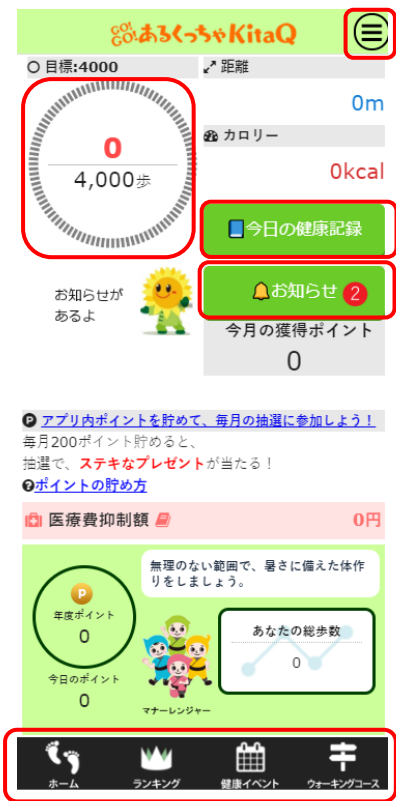 GO! GO! あるくっちゃKitaQ
目標:4000
距離
0m
0
4,000歩
カロリー
0kcal
今日の健康記録
お知らせが
あるよ
お知らせ 2
今月の獲得ポイント
0
P アプリ内ポイントを貯めて、毎月の抽選に参加しよう！
毎月200ポイント貯めると、
抽選で、ステキなプレゼントが当たる！
?ポイントの貯め方
医療費抑制額
0円
無理のない範囲で、暑さに備えた体作
りをしましょう。
P
年度ポイント
0
今日のポイント
0
マナーレンジャー
あなたの総歩数
0
ホーム
ランキング
健康イベント
ウォーキングコース